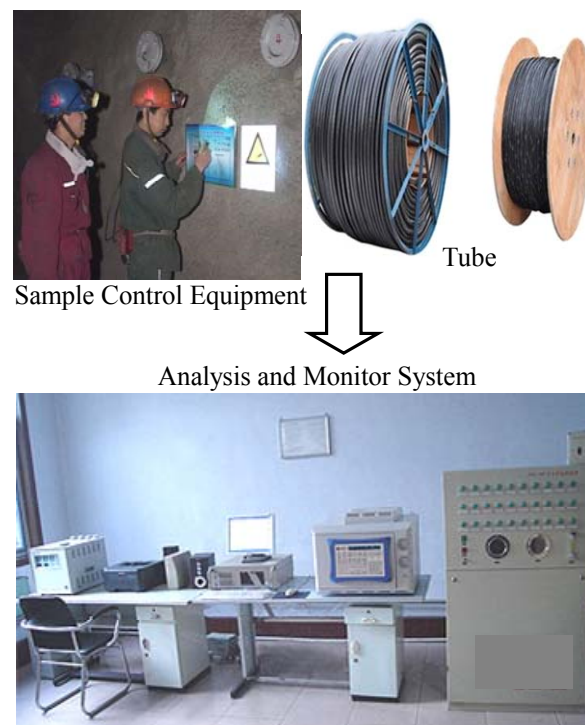 Tube
Sample Control Equipment
Analysis and Monitor System